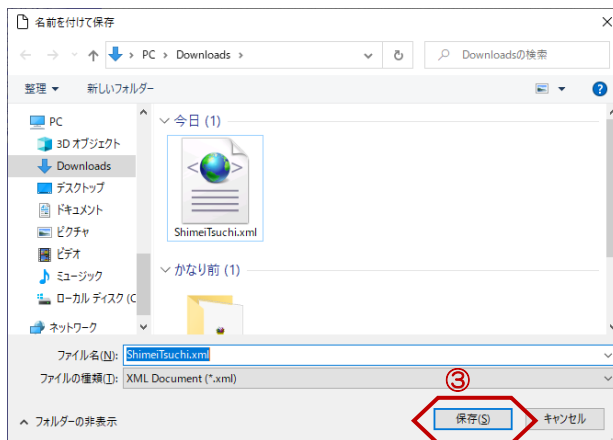 名前を付けて保存
PC > Downloads >
Downloadsの検索
整理
新しいフォルダー
PC
3D オブジェクト
Downloads
デスクトップ
ドキュメント
ピクチャ
ビデオ
ミュージック
ローカル ディスク (C
ネットワーク
今日 (1)
ShimeiTsuchi.xml
かなり前 (1)
ファイル名(N): ShimeiTsuchi.xml
ファイルの種類(T): XML Document (*.xml)
③
フォルダーの非表示
保存(S)
キャンセル